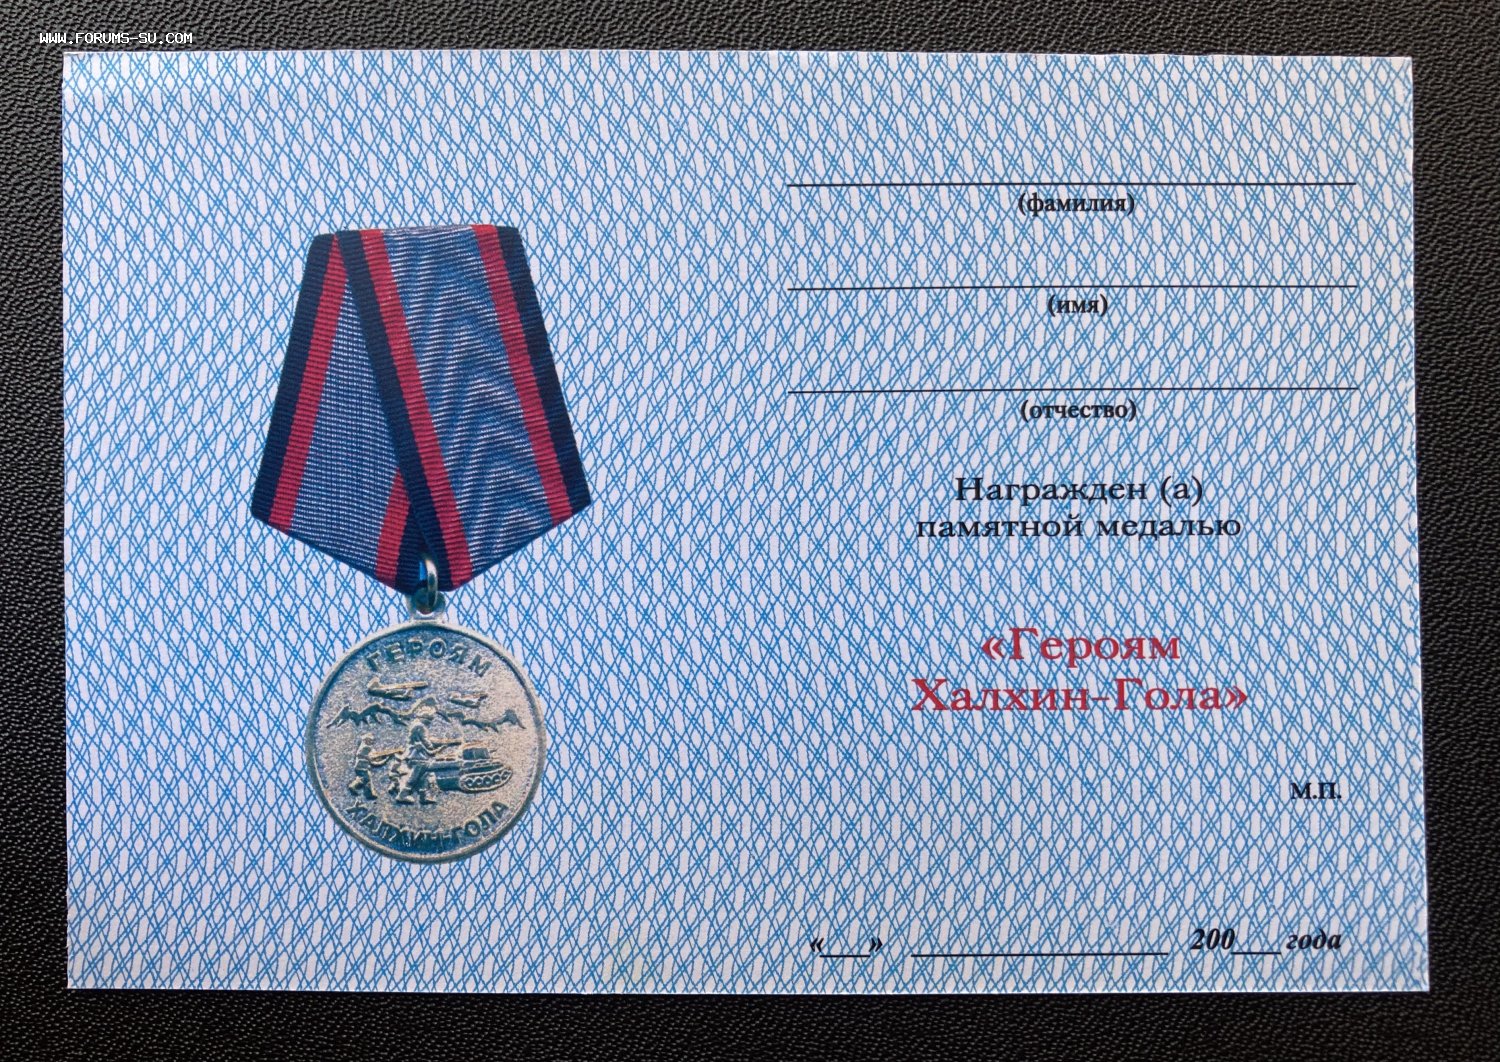 WWW.FORUMS-SU.COM
(фамилия)
(имя)
(отчество)
Награжден (а)
памятной медалью
«Героям
Халхин-Гола»
М.П.
«___» ______________ 200___ года
ГЕРОЯМ
ХАЛХИН-ГОЛА